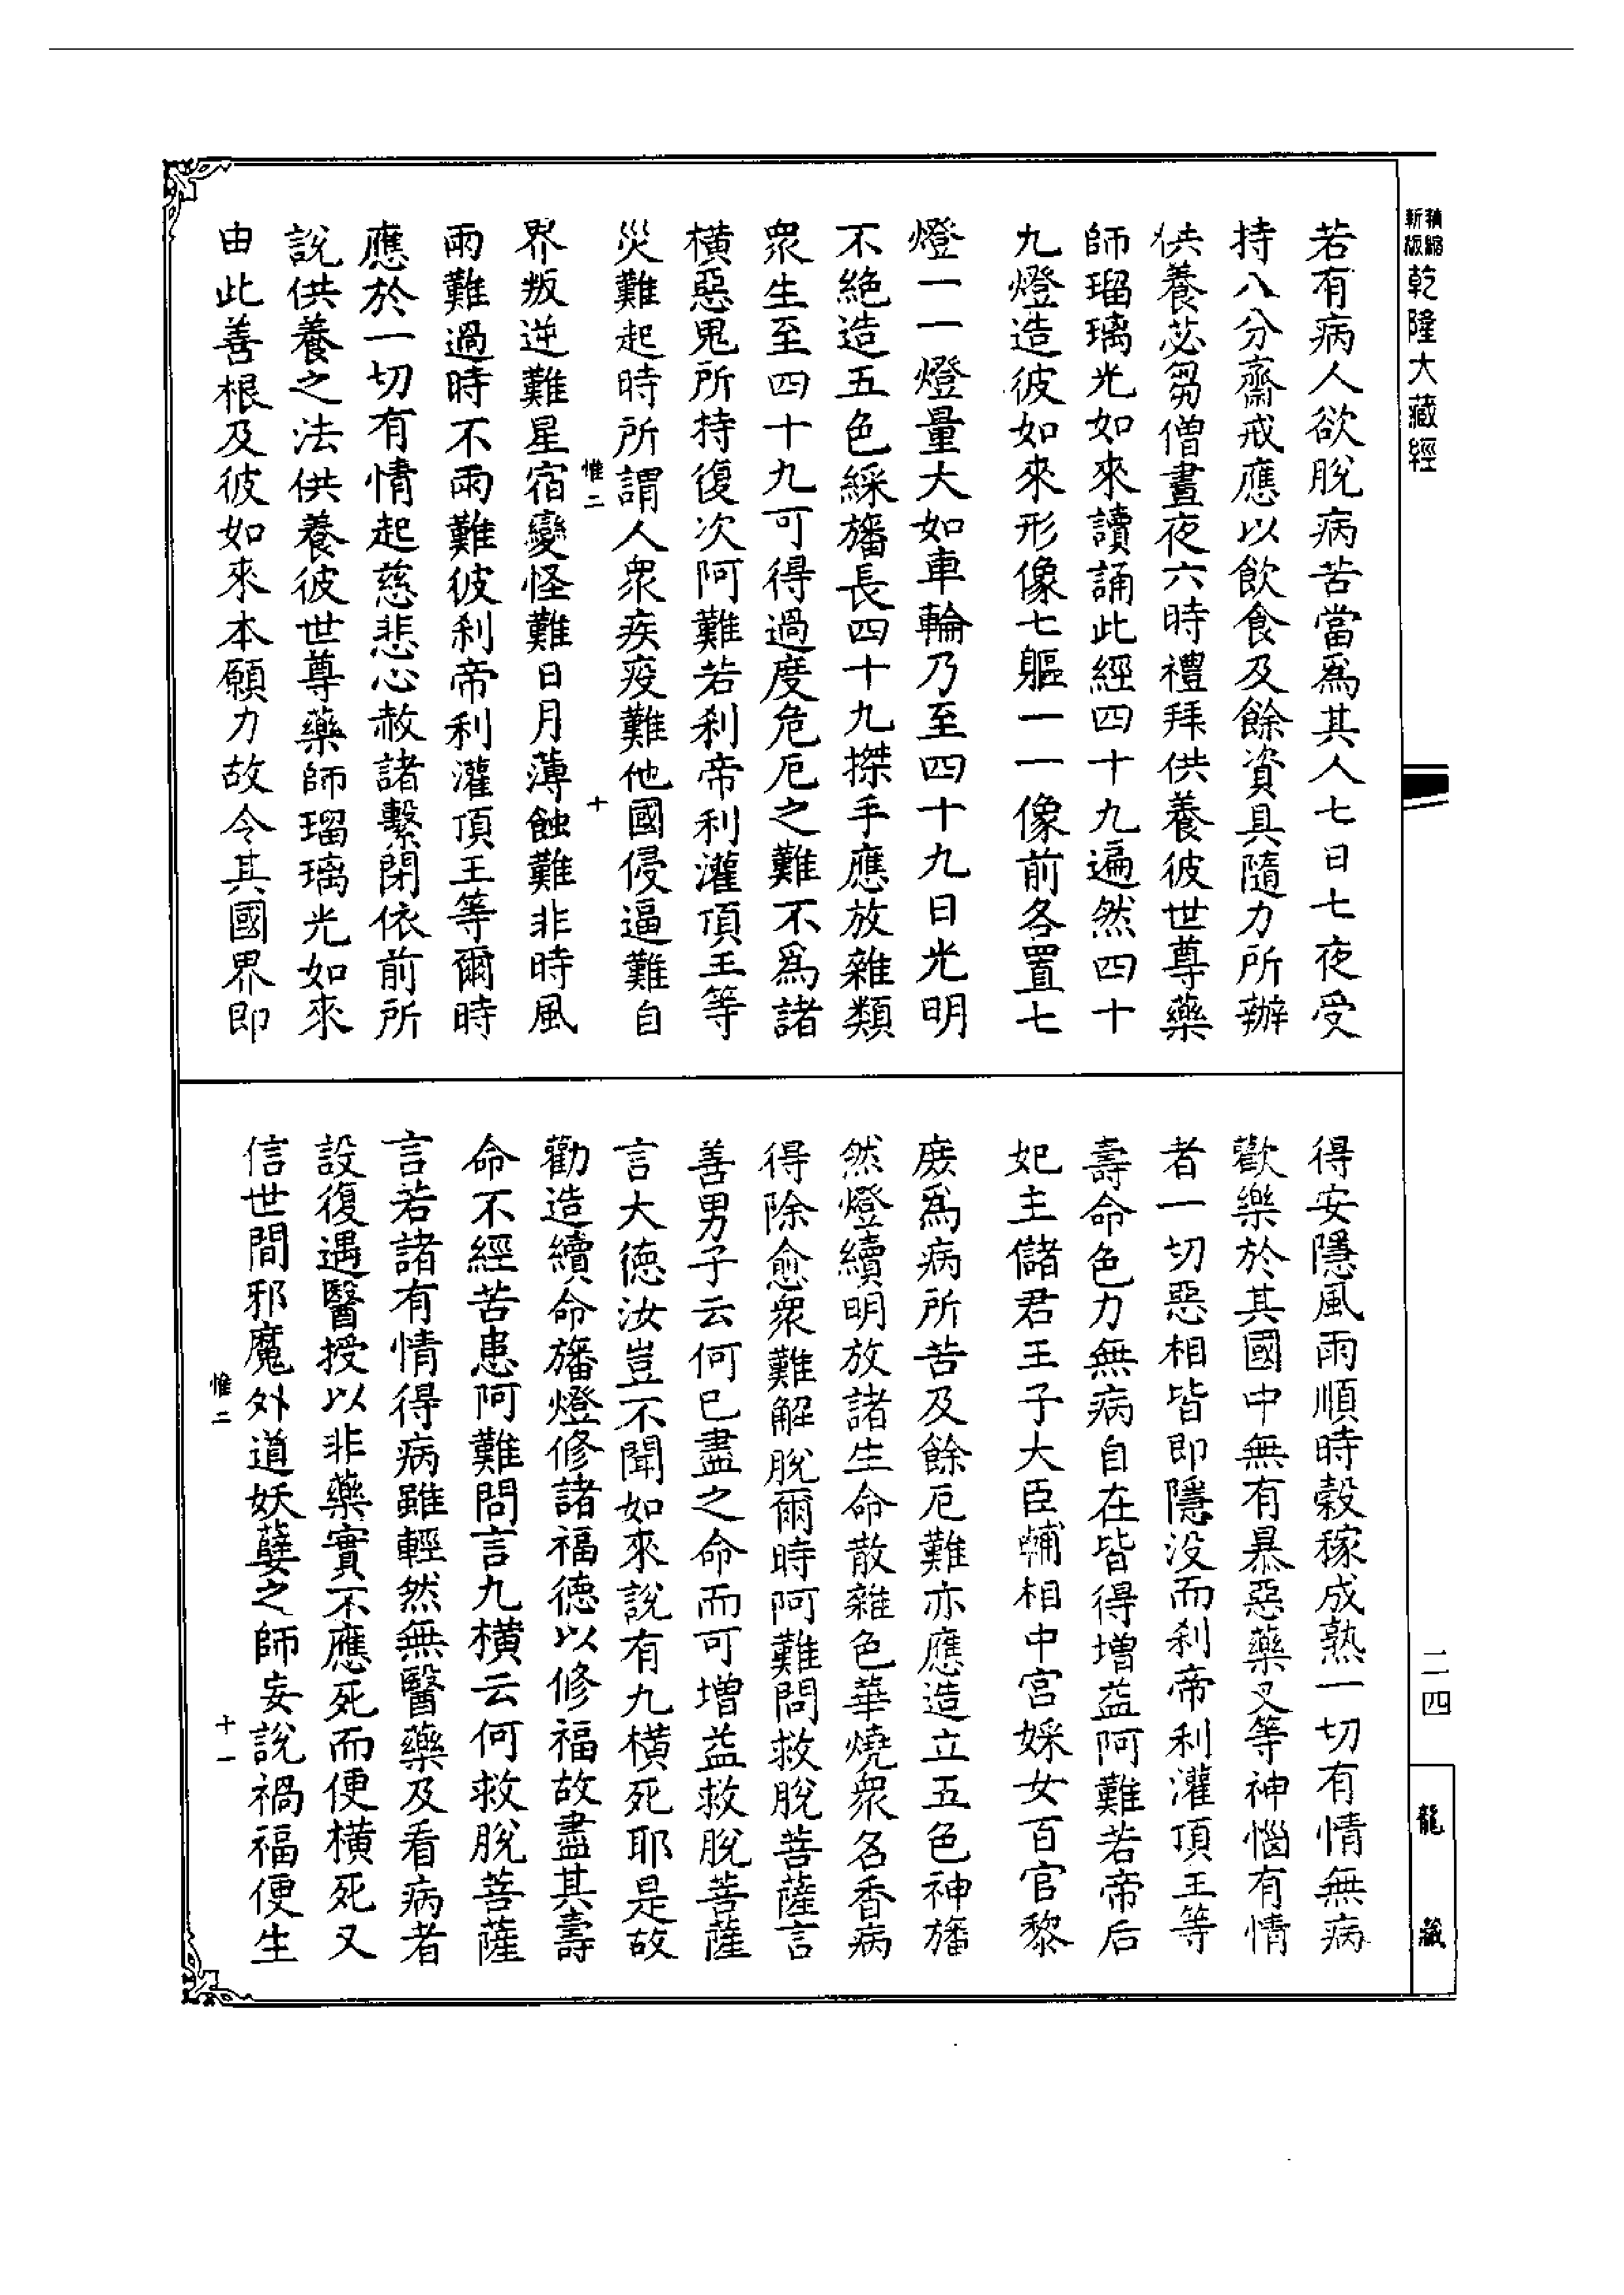 新版精縮 乾隆大藏經
若有病人欲脫病苦當爲其人七日七夜受
持八分齋戒應以飲食及餘資具隨力所辦
供養苾芻僧晝夜六時禮拜供養彼世尊藥
師瑠璃光如來讀誦此經四十九遍然四十
九燈造彼如來形像七軀一一像前各置七
燈一一燈量大如車輪乃至四十九日光明
不絕造五色綵旛長四十九搩手應放雜類
衆生至四十九可得過度危厄之難不爲諸
橫惡鬼所持復次阿難若刹帝利灌頂王等
災難起時所謂人衆疾疫難他國侵逼難自
惟二 十
界叛逆難星宿變怪難日月薄蝕難非時風
雨難過時不雨難彼刹帝利灌頂王等爾時
應於一切有情起慈悲心赦諸繫閉依前所
說供養之法供養彼世尊藥師瑠璃光如來
由此善根及彼如來本願力故令其國界即
得安隱風雨順時穀稼成熟一切有情無病
歡樂於其國中無有暴惡藥叉等神惱有情
者一切惡相皆即隱没而刹帝利灌頂王等
壽命色力無病自在皆得增益阿難若帝后
妃主儲君王子大臣輔相中宮婇女百官黎
庶爲病所苦及餘厄難亦應造立五色神旛
然燈續明放諸生命散雜色華燒衆名香病
得除愈衆難解脫爾時阿難問救脫菩薩言
善男子云何已盡之命而可增益救脫菩薩
言大德汝豈不聞如來說有九橫死耶是故
勸造續命旛燈修諸福德以修福故盡其壽
命不經苦患阿難問言九橫云何救脫菩薩
言若諸有情得病雖輕然無醫藥及看病者
設復遇醫授以非藥實不應死而便橫死又
信世間邪魔外道妖孽之師妄說禍福便生
惟二 十一
二四
龍藏